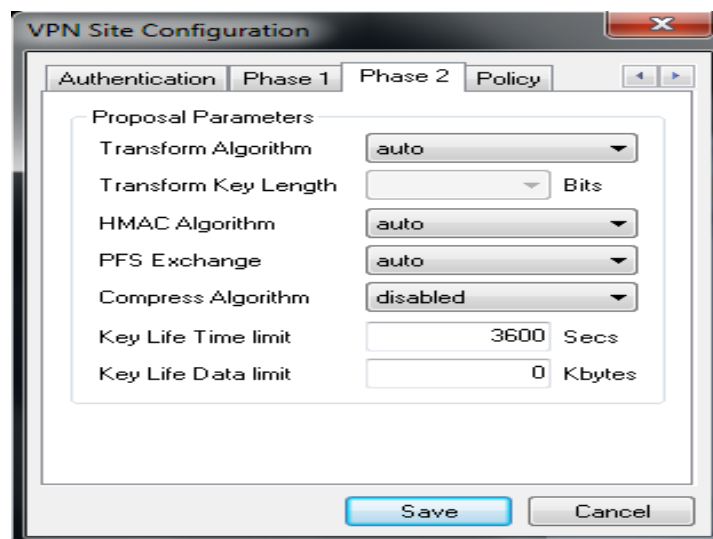 VPN Site Configuration
Authentication Phase 1 Phase 2 Policy
Proposal Parameters
Transform Algorithm auto
Transform Key Length Bits
HMAC Algorithm auto
PFS Exchange auto
Compress Algorithm disabled
Key Life Time limit 3600 Secs
Key Life Data limit 0 Kbytes
Save Cancel